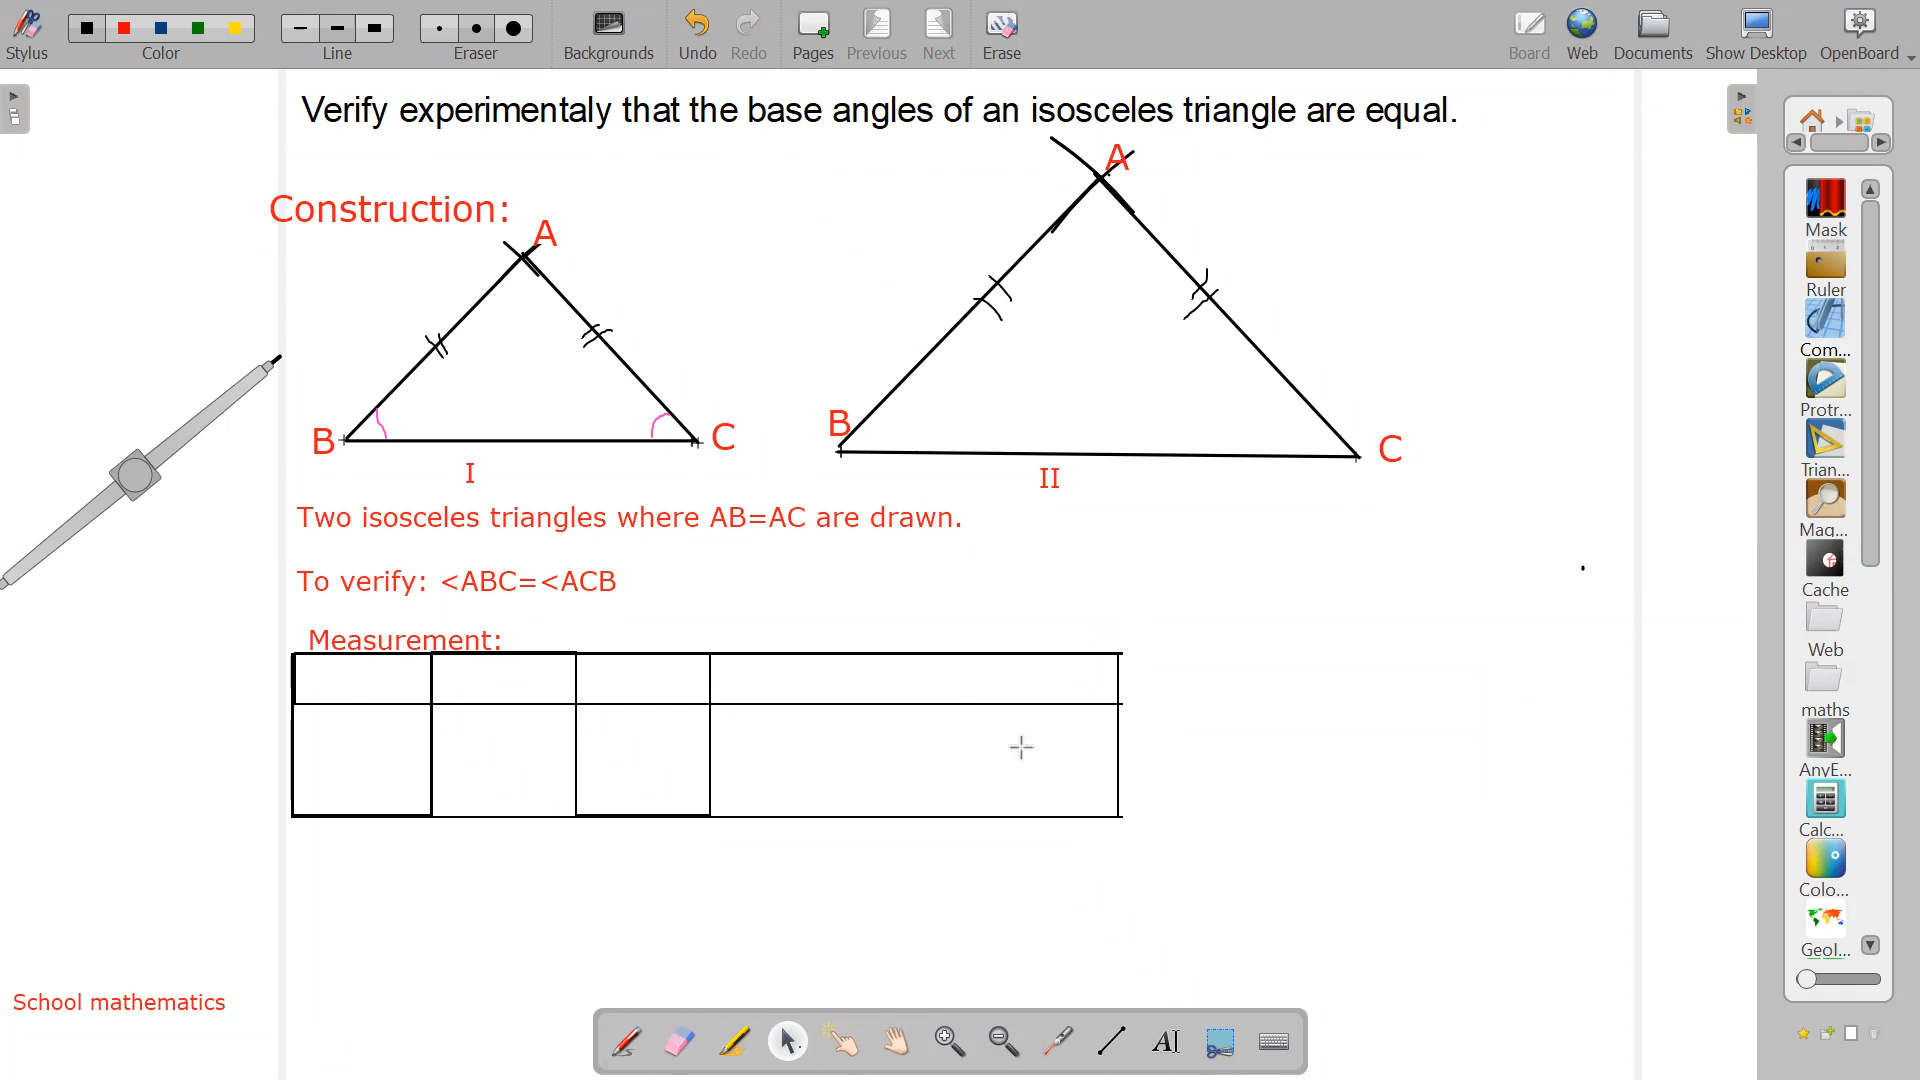 Stylus
Color
Line
Eraser
Backgrounds
Undo
Redo
Pages
Previous
Next
Erase
Board
Web
Documents
Show Desktop
OpenBoard
Verify experimentaly that the base angles of an isosceles triangle are equal.
Construction:
A
B
C
I
A
B
C
II
Two isosceles triangles where AB=AC are drawn.
To verify: <ABC=<ACB
Measurement:
School mathematics
Mask
Ruler
Com...
Protr...
Trian...
Mag...
Cache
Web
maths
AnyE...
Calc...
Colo...
Geol...